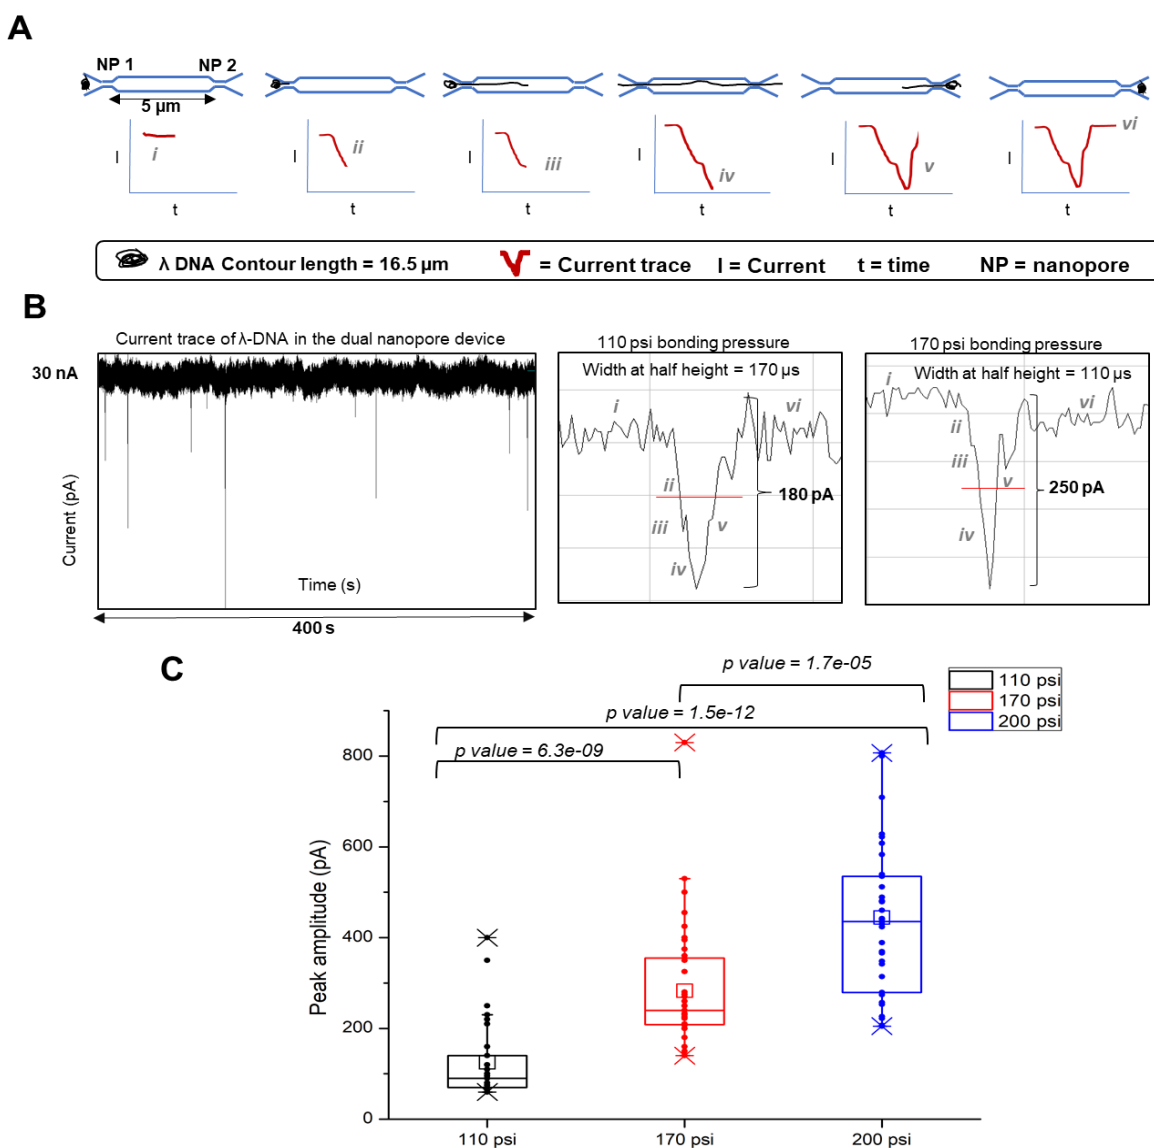 A
NP 1
NP 2
5 µm
I
i
t
I
ii
t
I
iii
t
I
iv
t
I
v
t
I
vi
t
λ DNA Contour length = 16.5 µm
= Current trace
I = Current
t = time
NP = nanopore
B
Current trace of λ-DNA in the dual nanopore device
30 nA
Current (pA)
Time (s)
400 s
110 psi bonding pressure
Width at half height = 170 µs
i
vi
ii
180 pA
iii
v
iv
170 psi bonding pressure
Width at half height = 110 µs
i
ii
vi
iii
v
250 pA
iv
C
p value = 1.7e-05
p value = 1.5e-12
p value = 6.3e-09
110 psi
170 psi
200 psi
Peak amplitude (pA)
800
600
400
200
0
110 psi
170 psi
200 psi